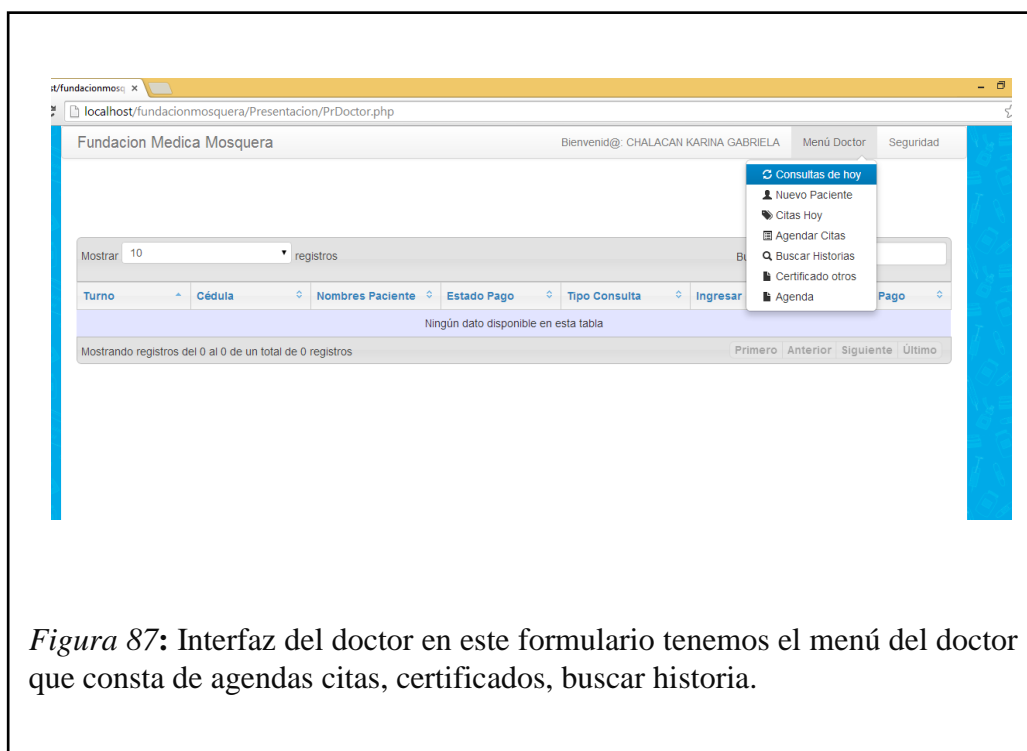 st/fundacionmosq ×
localhost/fundacionmosquera/Presentacion/PrDoctor.php
Fundacion Medica Mosquera Bienvenid@: CHALACAN KARINA GABRIELA Menú Doctor Seguridad
Consultas de hoy
Nuevo Paciente
Citas Hoy
Agendar Citas
Buscar Historias
Certificado otros
Agenda
Mostrar 10 registros Bu
Turno Cédula Nombres Paciente Estado Pago Tipo Consulta Ingresar Pago
Ningún dato disponible en esta tabla
Mostrando registros del 0 al 0 de un total de 0 registros Primero Anterior Siguiente Último
Figura 87: Interfaz del doctor en este formulario tenemos el menú del doctor
que consta de agendas citas, certificados, buscar historia.